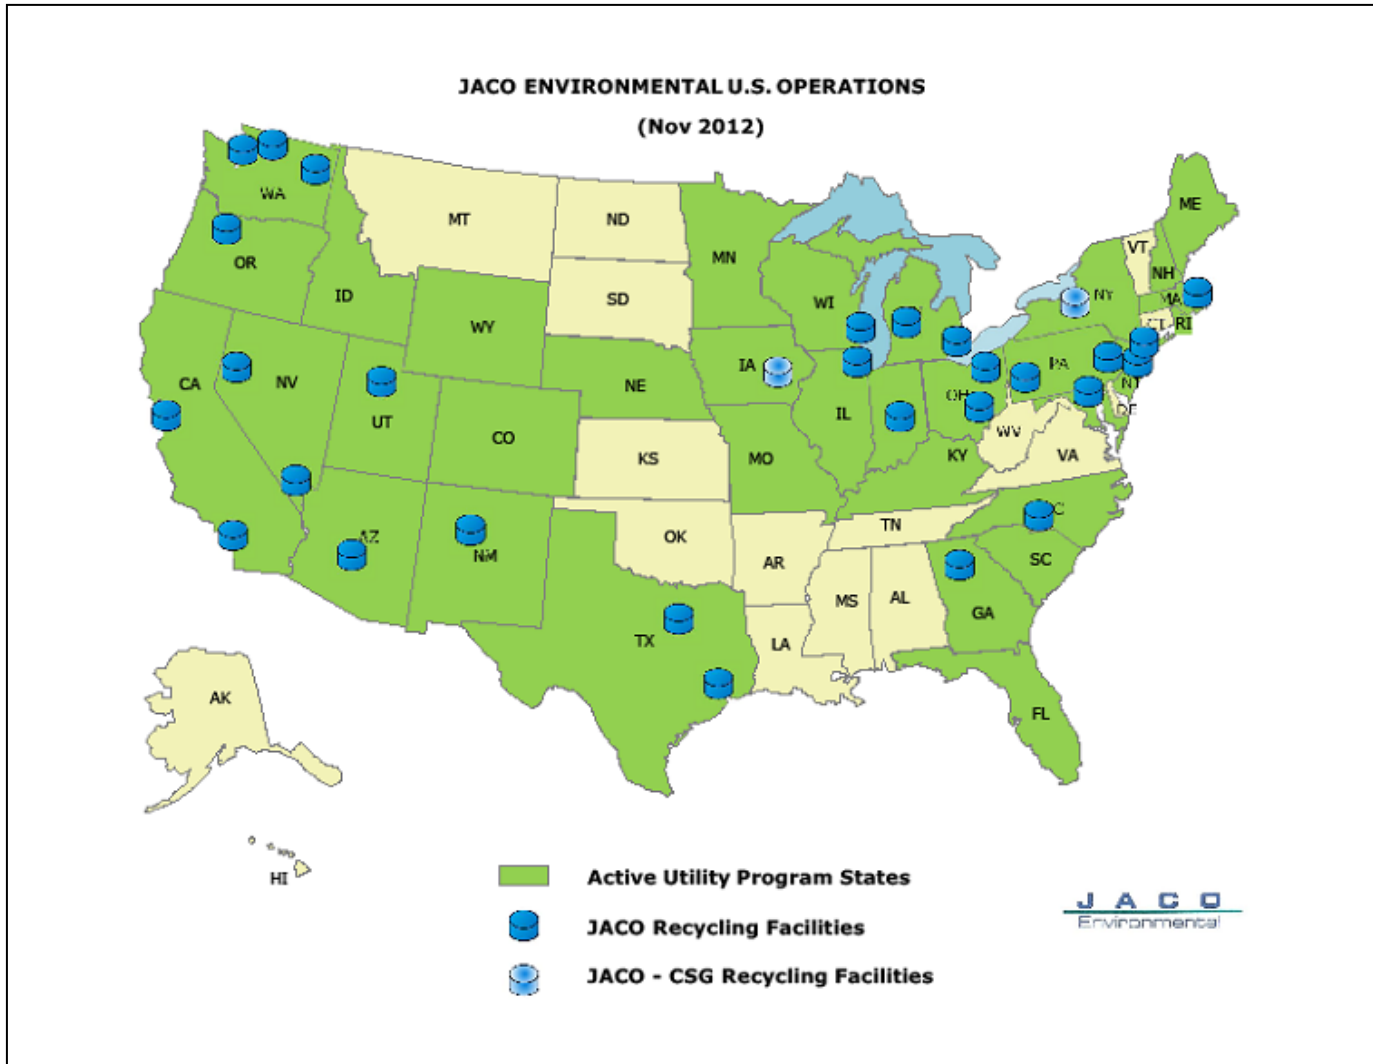 JACO ENVIRONMENTAL U.S. OPERATIONS
(Nov 2012)
WA
MT
ND
MN
ME
VT
NH
OR
ID
SD
WI
NY
MA
CT
RI
WY
IA
PA
CA
NV
NE
UT
CO
IL
OH
DE
KS
MO
KY
WV
VA
AZ
NM
OK
AR
TN
C
SC
MS
AL
GA
TX
LA
AK
FL
HI
Active Utility Program States
JACO Recycling Facilities
JACO - CSG Recycling Facilities
JACO
Environmental